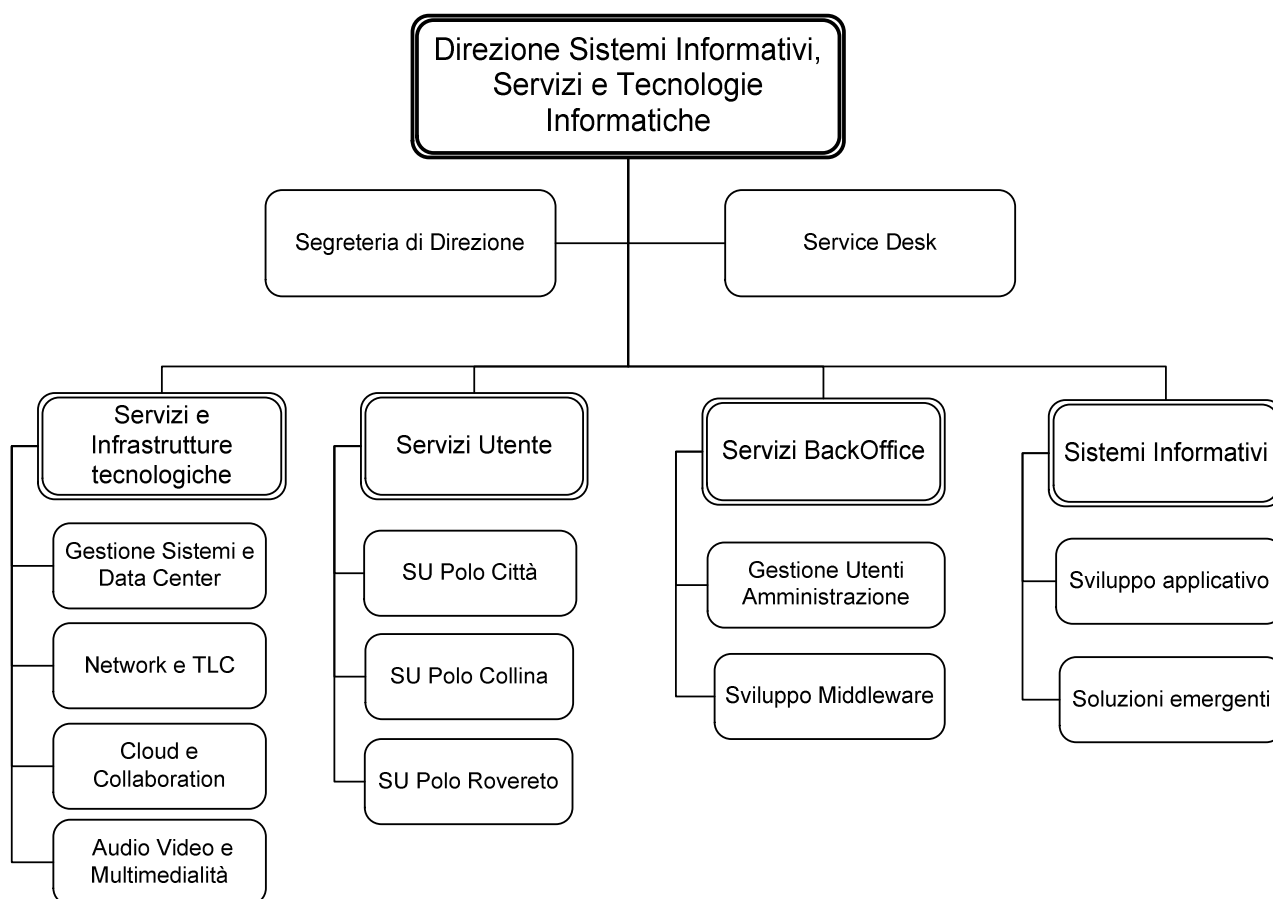 Direzione Sistemi Informativi,
Servizi e Tecnologie
Informatiche
Segreteria di Direzione
Service Desk
Servizi e
Infrastrutture
tecnologiche
Gestione Sistemi e
Data Center
Network e TLC
Cloud e
Collaboration
Audio Video e
Multimedialità
Servizi Utente
SU Polo Città
SU Polo Collina
SU Polo Rovereto
Servizi BackOffice
Gestione Utenti
Amministrazione
Sviluppo Middleware
Sistemi Informativi
Sviluppo applicativo
Soluzioni emergenti